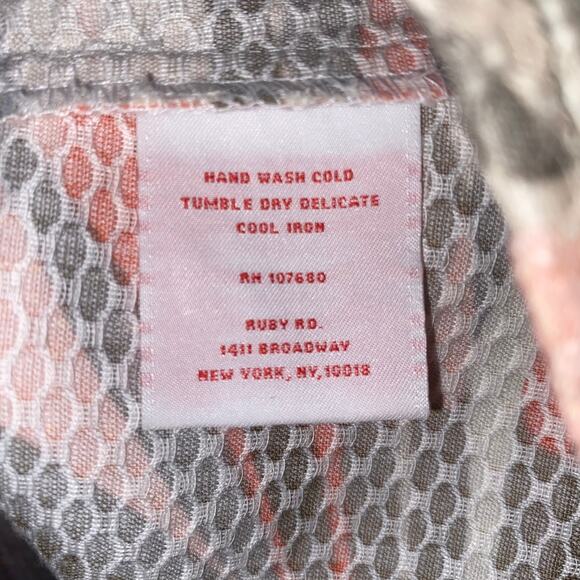 HAND WASH COLD
TUMBLE DRY DELICATE
COOL IRON
RN 107680
RUBY RD.
1411 BROADWAY
NEW YORK, NY, 10018